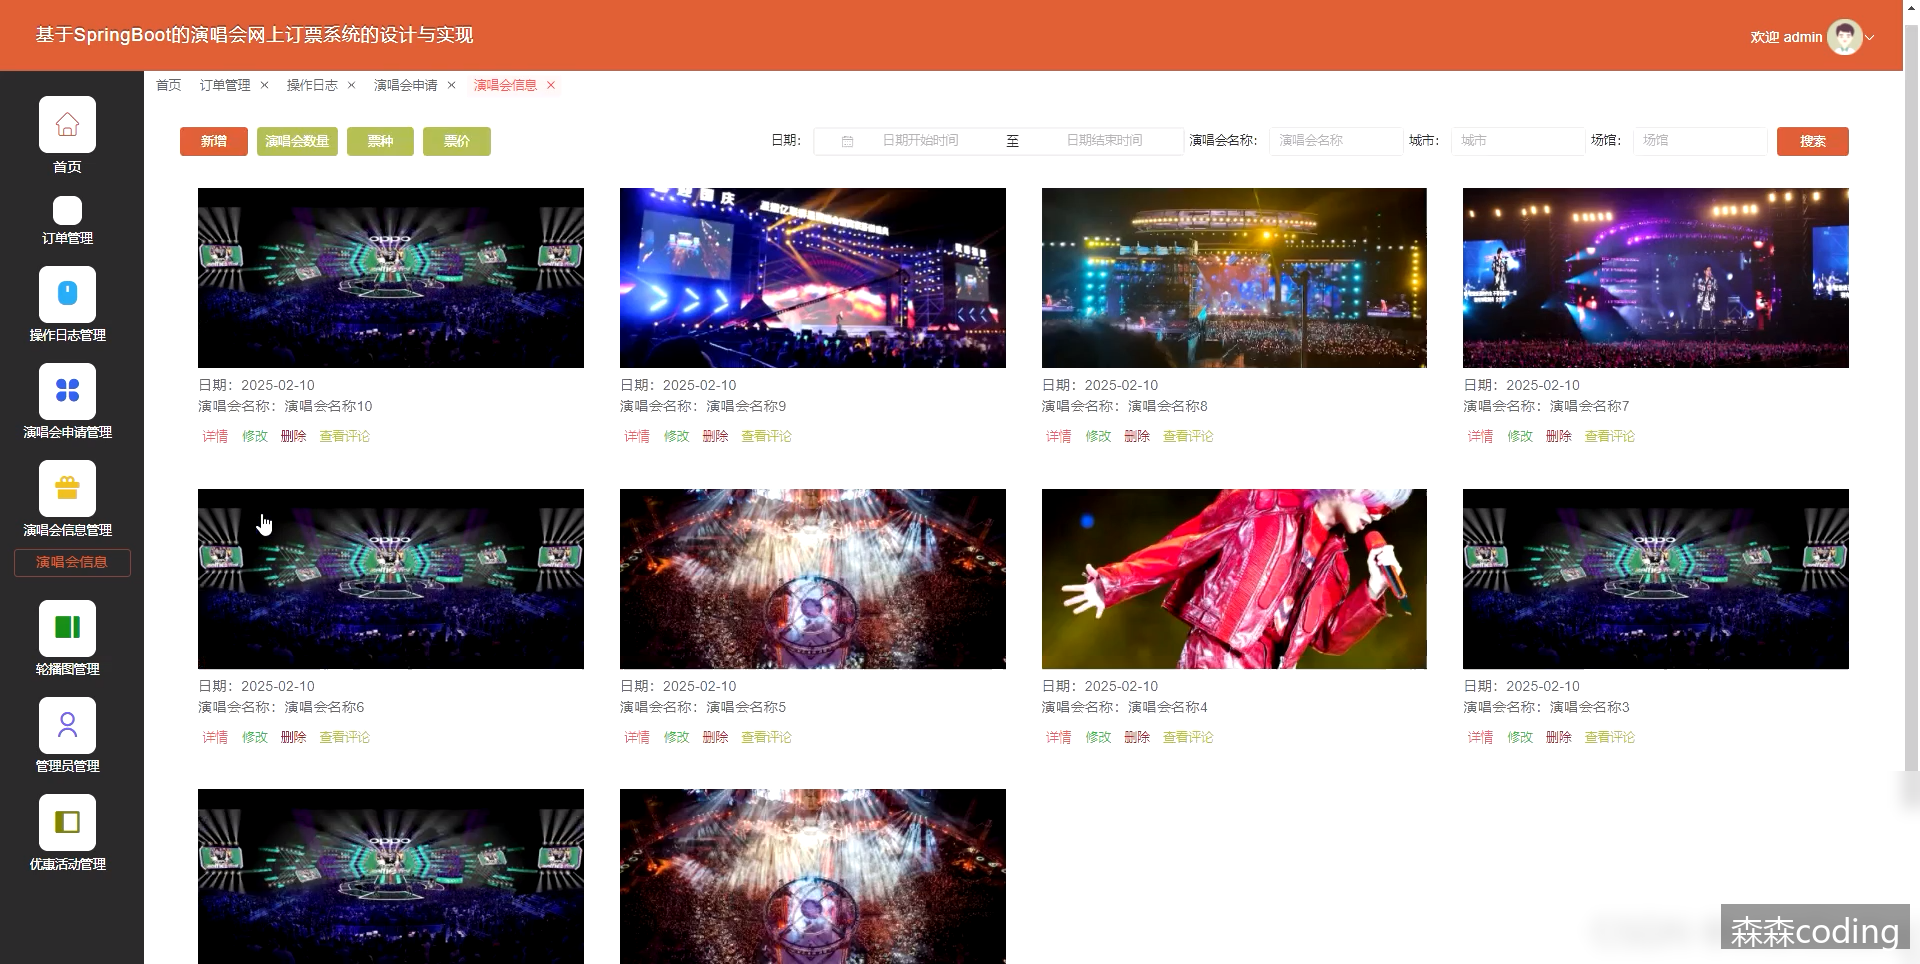 基于SpringBoot的演唱会网上订票系统的设计与实现
欢迎 admin
首页 订单管理 × 操作日志 × 演唱会申请 × 演唱会信息 ×
首页
订单管理
操作日志管理
演唱会申请管理
演唱会信息管理
演唱会信息
轮播图管理
管理员管理
优惠活动管理
新增 演唱会数量 票种 票价
日期: 日期开始时间 至 日期结束时间 演唱会名称: 演唱会名称 城市: 城市 场馆: 场馆 搜索
日期：2025-02-10
演唱会名称：演唱会名称10
详情 修改 删除 查看评论
日期：2025-02-10
演唱会名称：演唱会名称9
详情 修改 删除 查看评论
日期：2025-02-10
演唱会名称：演唱会名称8
详情 修改 删除 查看评论
日期：2025-02-10
演唱会名称：演唱会名称7
详情 修改 删除 查看评论
日期：2025-02-10
演唱会名称：演唱会名称6
详情 修改 删除 查看评论
日期：2025-02-10
演唱会名称：演唱会名称5
详情 修改 删除 查看评论
日期：2025-02-10
演唱会名称：演唱会名称4
详情 修改 删除 查看评论
日期：2025-02-10
演唱会名称：演唱会名称3
详情 修改 删除 查看评论
oppo
oppo
oppo
oppo
森森coding